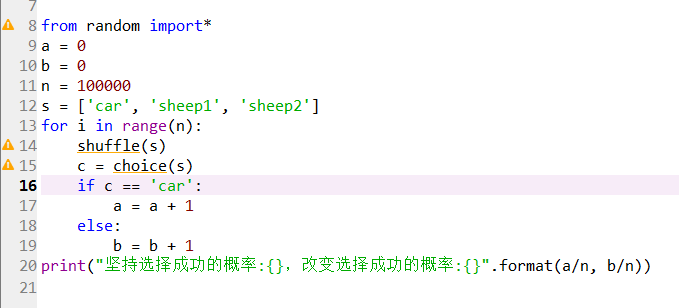 7
8 from random import*
9 a = 0
10 b = 0
11 n = 100000
12 s = ['car', 'sheep1', 'sheep2']
13 for i in range(n):
14     shuffle(s)
15     c = choice(s)
16     if c == 'car':
17         a = a + 1
18     else:
19         b = b + 1
20 print("坚持选择成功的概率:{}，改变选择成功的概率:{}".format(a/n, b/n))
21